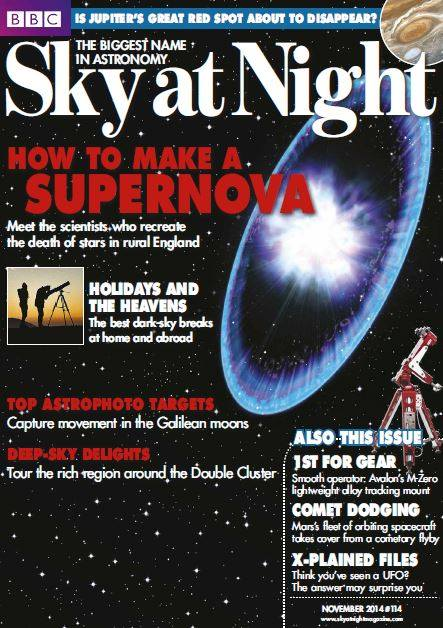 BBC
IS JUPITER'S GREAT RED SPOT ABOUT TO DISAPPEAR?
THE BIGGEST NAME
IN ASTRONOMY
Sky at Night
HOW TO MAKE A
SUPERNOVA
Meet the scientists who recreate
the death of stars in rural England
HOLIDAYS AND
THE HEAVENS
The best dark-sky breaks
at home and abroad
TOP ASTROPHOTO TARGETS
Capture movement in the Galilean moons
DEEP-SKY DELIGHTS
Tour the rich region around the Double Cluster
ALSO THIS ISSUE
1ST FOR GEAR
Smooth operator: Avalon's M-Zero
lightweight alloy tracking mount
COMET DODGING
Mars's fleet of orbiting spacecraft
takes cover from a cometary flyby
X-PLAINED FILES
Think you've seen a UFO?
The answer may surprise you
NOVEMBER 2014 #114
www.skyatnightmagazine.com